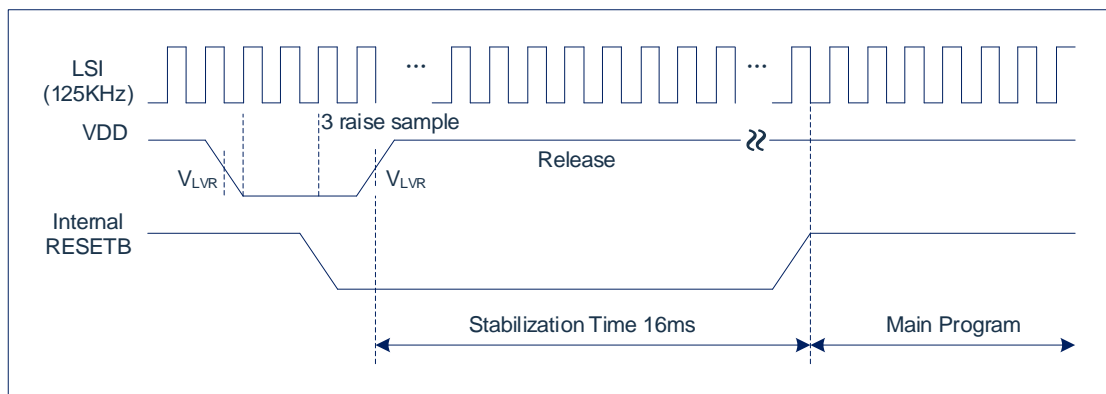 LSI
(125KHz)
... ...
3 raise sample
VDD
Release
VLVR VLVR
Internal
RESETB
Stabilization Time 16ms Main Program